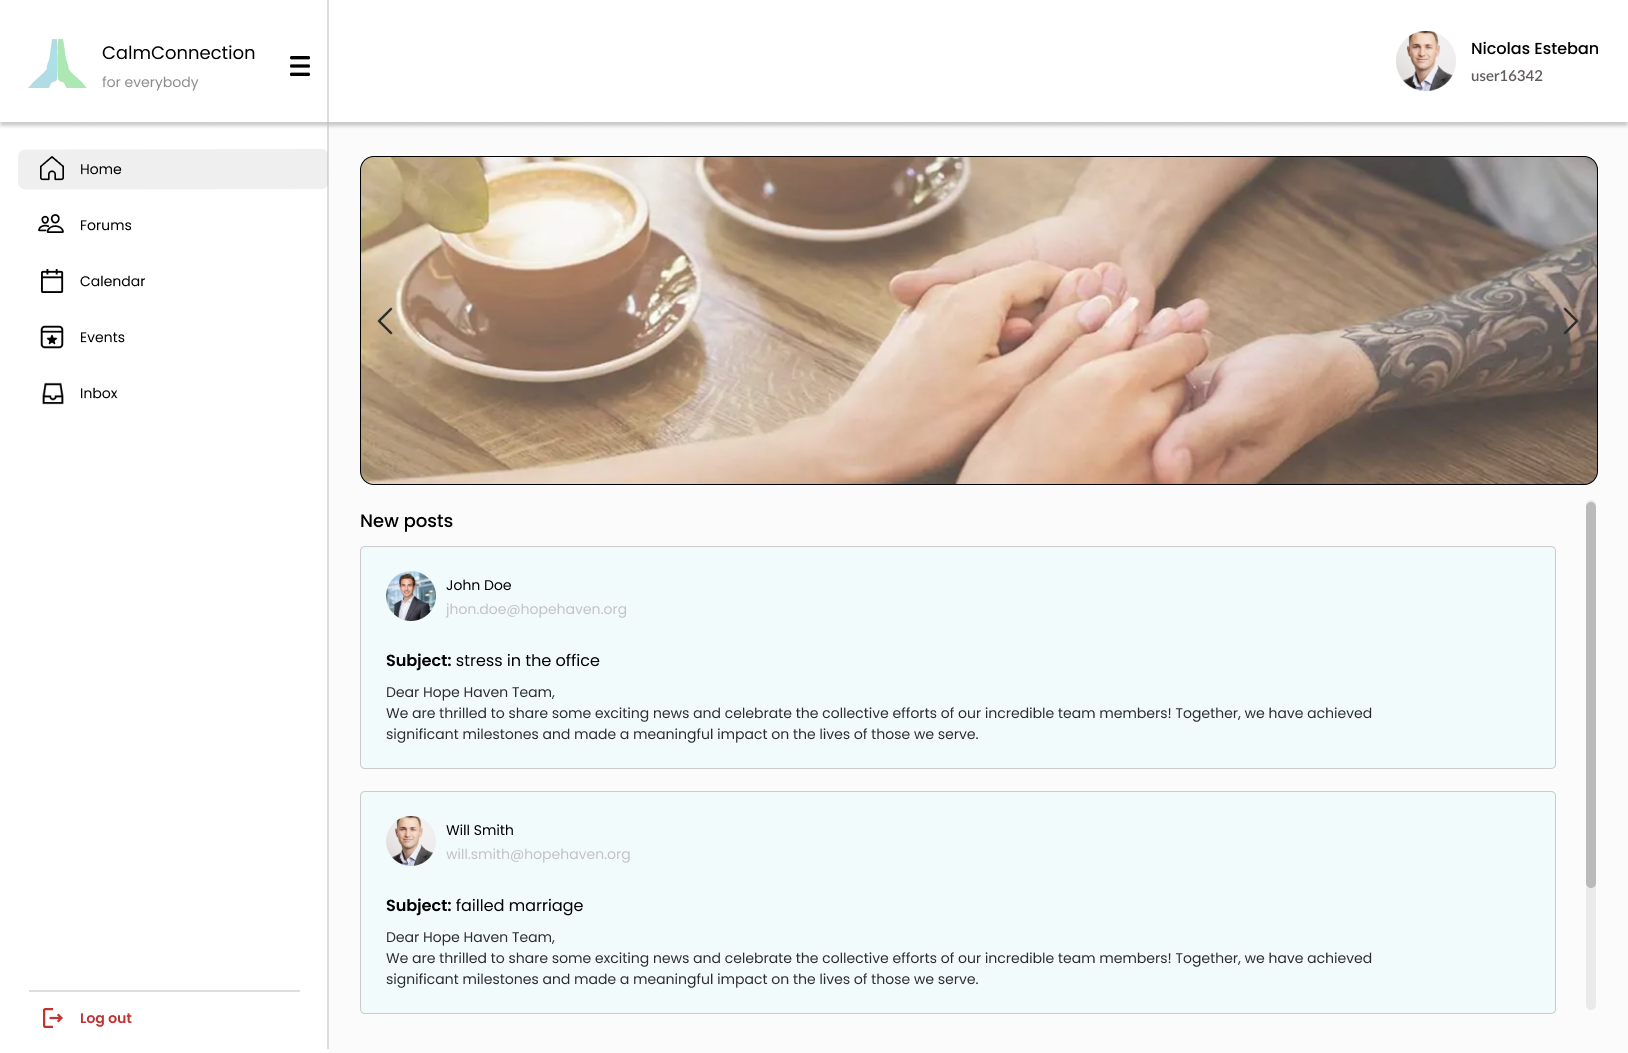 CalmConnection
for everybody
Nicolas Esteban
user16342
Home
Forums
Calendar
Events
Inbox
Log out
New posts
John Doe
jhon.doe@hopehaven.org
Subject: stress in the office
Dear Hope Haven Team,
We are thrilled to share some exciting news and celebrate the collective efforts of our incredible team members! Together, we have achieved
significant milestones and made a meaningful impact on the lives of those we serve.
Will Smith
will.smith@hopehaven.org
Subject: failled marriage
Dear Hope Haven Team,
We are thrilled to share some exciting news and celebrate the collective efforts of our incredible team members! Together, we have achieved
significant milestones and made a meaningful impact on the lives of those we serve.